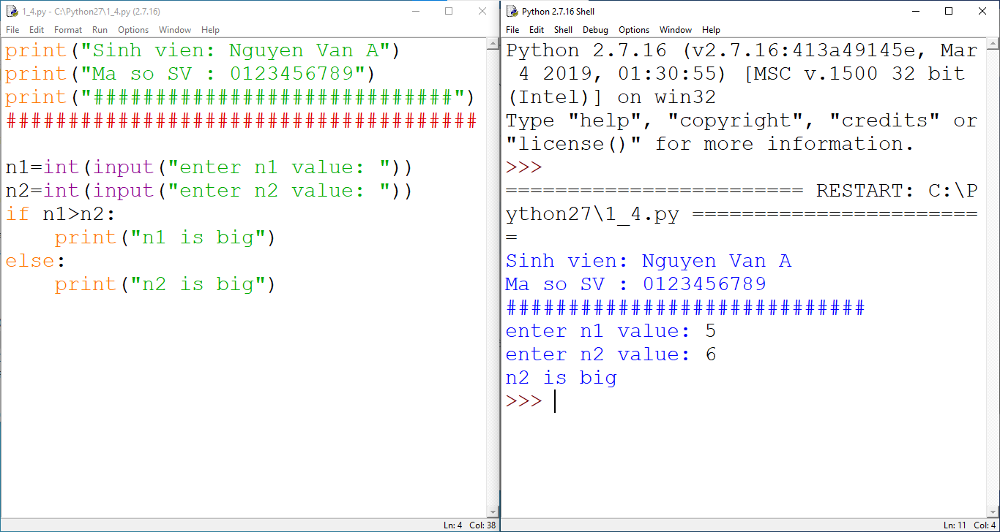 1_4.py - C:\Python27\1_4.py (2.7.16)
File Edit Format Run Options Window Help
print("Sinh vien: Nguyen Van A")
print("Ma so SV : 0123456789")
print("#############################")
######################################
n1=int(input("enter n1 value: "))
n2=int(input("enter n2 value: "))
if n1>n2:
    print("n1 is big")
else:
    print("n2 is big")
Ln: 4 Col: 38
Python 2.7.16 Shell
File Edit Shell Debug Options Window Help
Python 2.7.16 (v2.7.16:413a49145e, Mar
 4 2019, 01:30:55) [MSC v.1500 32 bit
(Intel)] on win32
Type "help", "copyright", "credits" or
"license()" for more information.
>>>
======================== RESTART: C:\P
ython27\1_4.py =======================
=
Sinh vien: Nguyen Van A
Ma so SV : 0123456789
#############################
enter n1 value: 5
enter n2 value: 6
n2 is big
>>>
Ln: 11 Col: 4